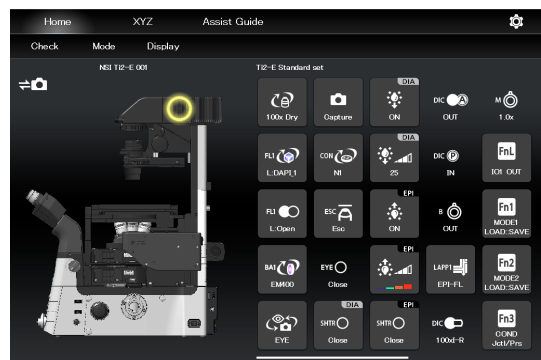 Home XYZ Assist Guide
Check Mode Display
NSI Ti2-E 001
Ti2-E Standard set
100x Dry
Capture
DIA
ON
DIC A
OUT
M
1.0x
FL1
L:DAPI_1
CON
N1
DIA
25
DIC P
IN
FnL
IO1 OUT
FL1
L:Open
ESC
Esc
EPI
ON
B
OUT
Fn1
MODE1
LOAD:SAVE
BA1
EM400
EYE
Close
EPI
LAPP1
EPI-FL
Fn2
MODE2
LOAD:SAVE
EYE
DIA
SHTR
Close
EPI
SHTR
Close
DIC
100xI-R
Fn3
COND
Jctl/Prs